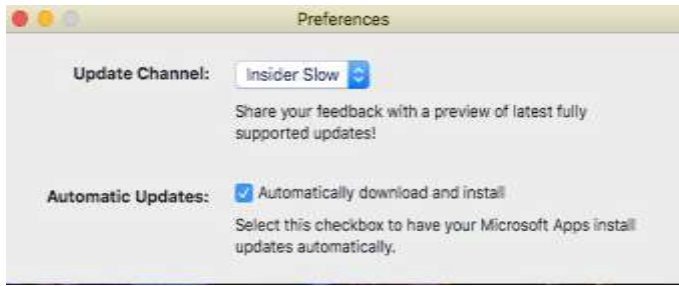 Preferences
Update Channel: Insider Slow
Share your feedback with a preview of latest fully
supported updates!
Automatic Updates: Automatically download and install
Select this checkbox to have your Microsoft Apps install
updates automatically.